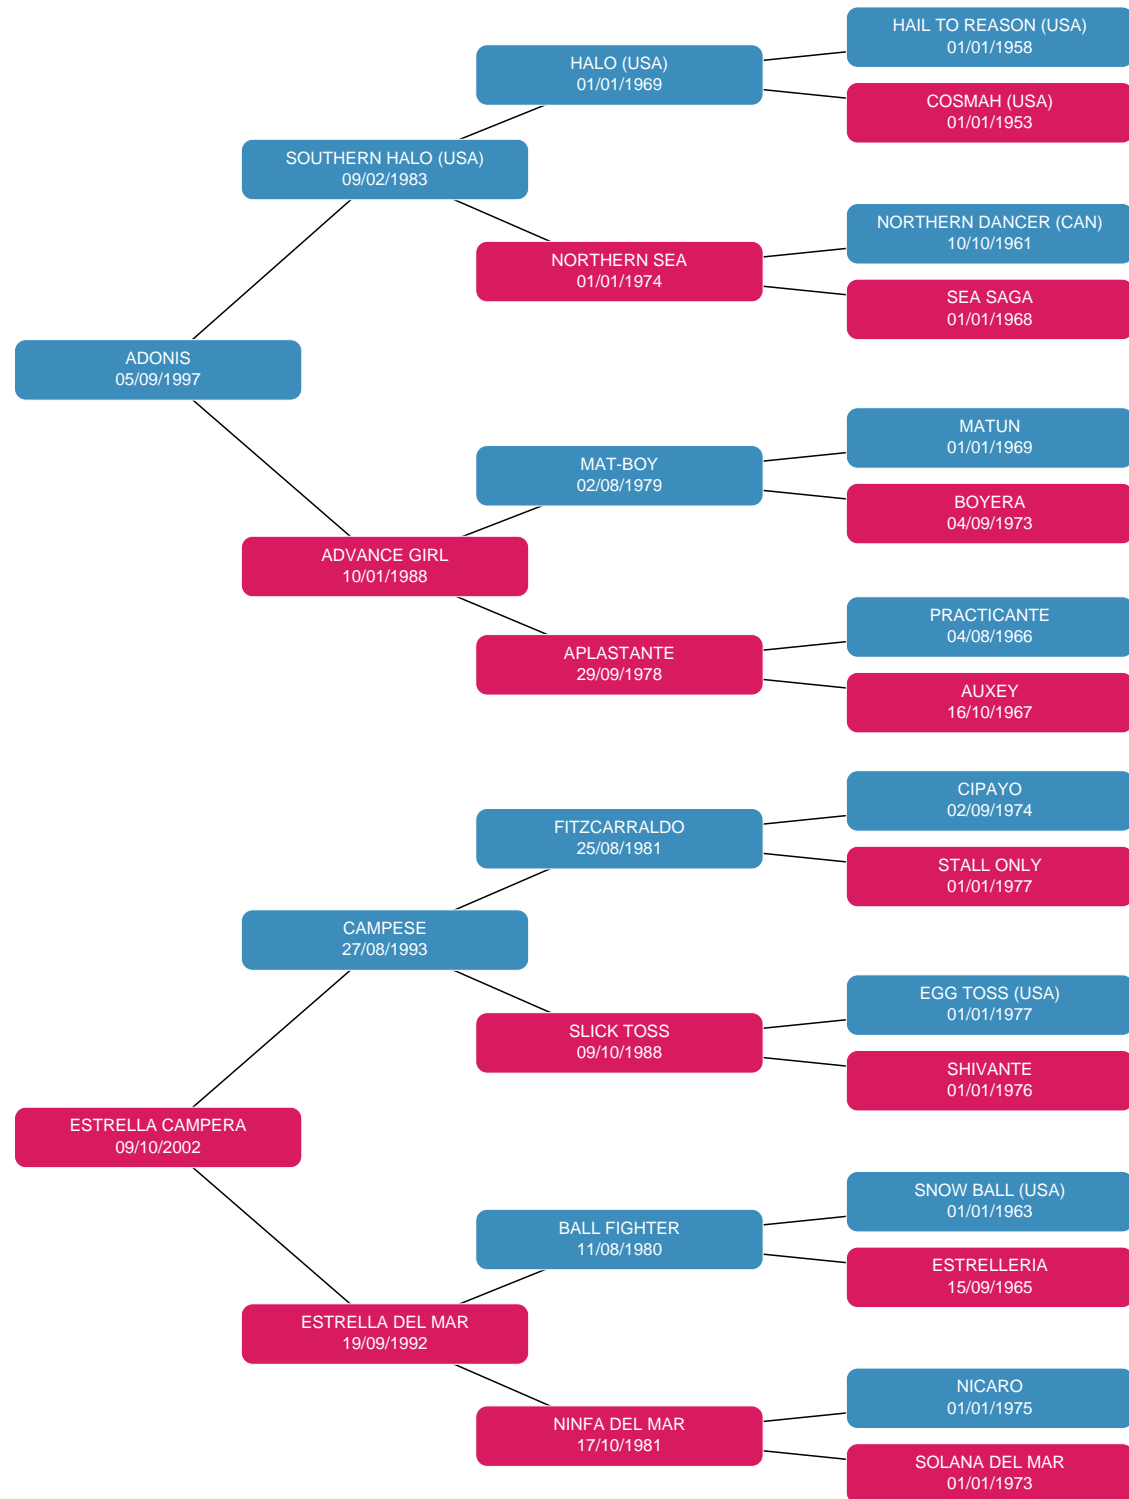 HAIL TO REASON (USA)
01/01/1958
HALO (USA)
01/01/1969
COSMAH (USA)
01/01/1953
SOUTHERN HALO (USA)
09/02/1983
NORTHERN DANCER (CAN)
10/10/1961
NORTHERN SEA
01/01/1974
SEA SAGA
01/01/1968
ADONIS
05/09/1997
MATUN
01/01/1969
MAT-BOY
02/08/1979
BOYERA
04/09/1973
ADVANCE GIRL
10/01/1988
PRACTICANTE
04/08/1966
APLASTANTE
29/09/1978
AUXEY
16/10/1967
CIPAYO
02/09/1974
FITZCARRALDO
25/08/1981
STALL ONLY
01/01/1977
CAMPESE
27/08/1993
EGG TOSS (USA)
01/01/1977
SLICK TOSS
09/10/1988
SHIVANTE
01/01/1976
ESTRELLA CAMPERA
09/10/2002
SNOW BALL (USA)
01/01/1963
BALL FIGHTER
11/08/1980
ESTRELLERIA
15/09/1965
ESTRELLA DEL MAR
19/09/1992
NICARO
01/01/1975
NINFA DEL MAR
17/10/1981
SOLANA DEL MAR
01/01/1973